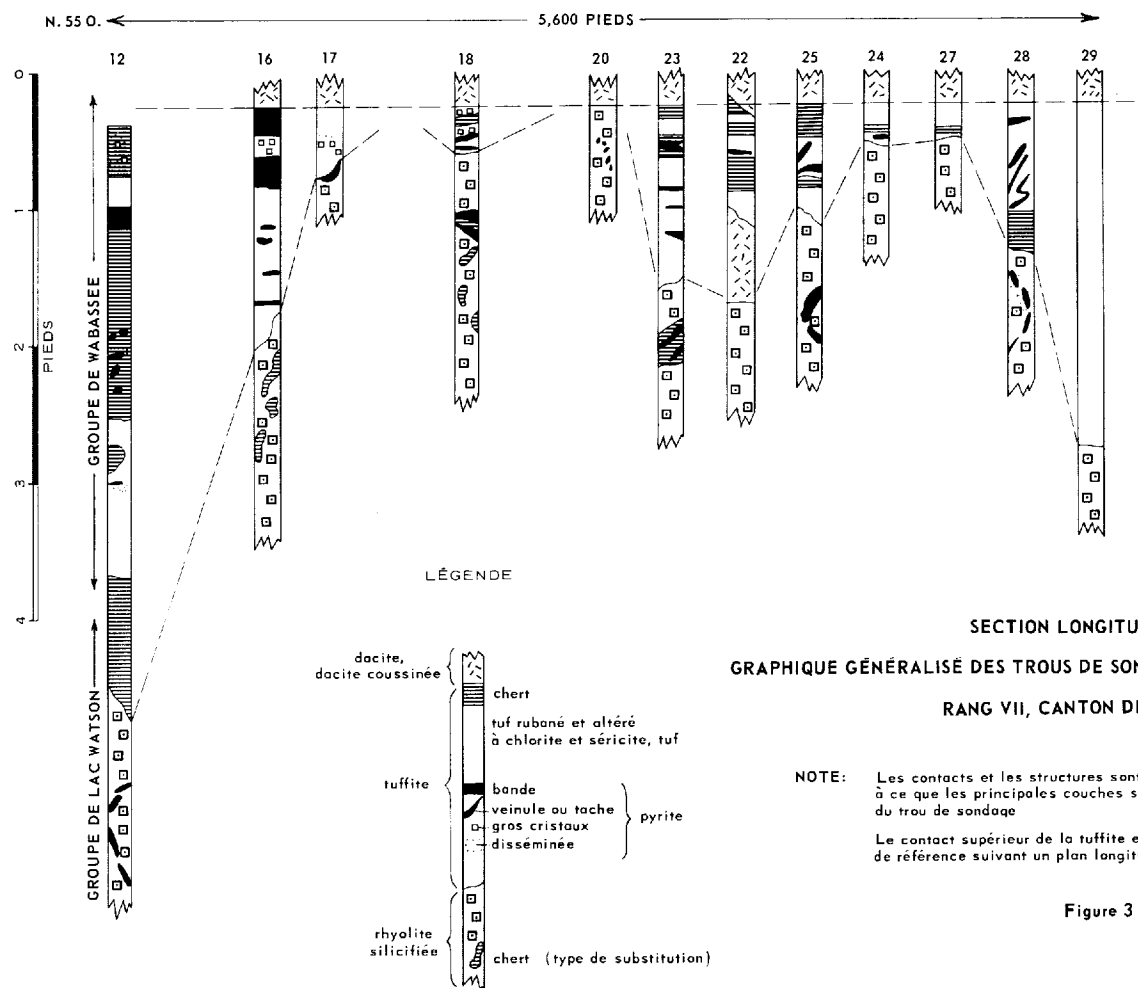 N. 55 O. 5,600 PIEDS
12 16 17 18 20 23 22 25 24 27 28 29
0
1
2
3
4
PIEDS
GROUPE DE WABASSEE
GROUPE DE LAC WATSON
LÉGENDE
dacite,
dacite coussinée
chert
tuf rubané et altéré
à chlorite et séricite, tuf
tuffite
bande
veinule ou tache
gros cristaux
disséminée
pyrite
rhyolite
silicifiée
chert (type de substitution)
SECTION LONGITU
GRAPHIQUE GÉNÉRALISÉ DES TROUS DE SON
RANG VII, CANTON DE
NOTE: Les contacts et les structures sont
à ce que les principales couches s
du trou de sondage
Le contact supérieur de la tuffite e
de référence suivant un plan longit
Figure 3